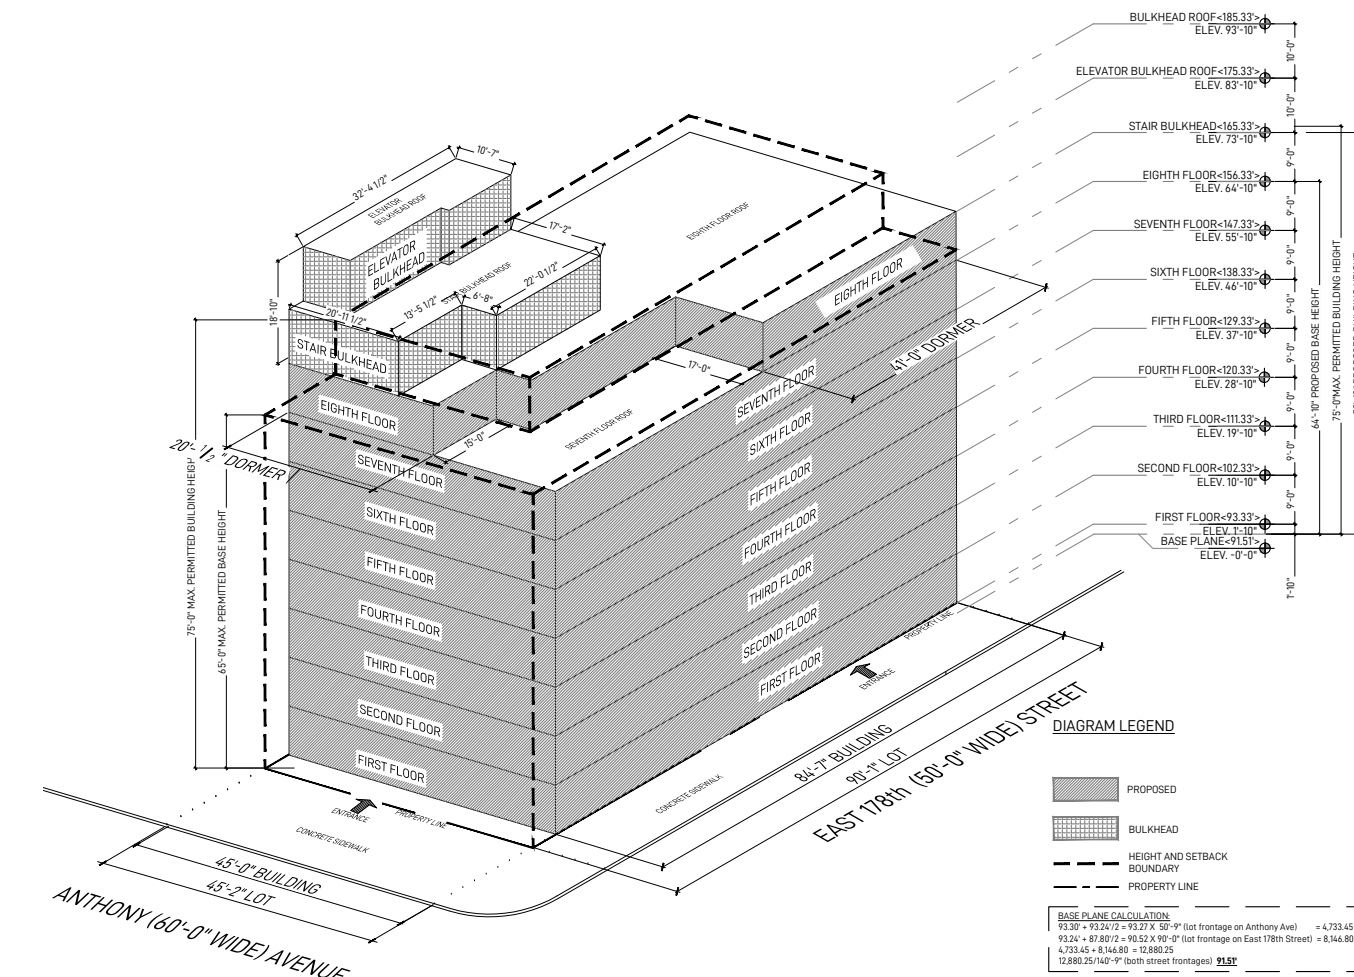 BULKHEAD ROOF<185.33'>
ELEV. 93'-10"
10'-0"
ELEVATOR BULKHEAD ROOF<175.33'>
ELEV. 83'-10"
10'-0"
STAIR BULKHEAD<165.33'>
ELEV. 73'-10"
9'-0"
EIGHTH FLOOR<156.33'>
ELEV. 64'-10"
9'-0"
SEVENTH FLOOR<147.33'>
ELEV. 55'-10"
9'-0"
SIXTH FLOOR<138.33'>
ELEV. 46'-10"
9'-0"
FIFTH FLOOR<129.33'>
ELEV. 37'-10"
9'-0"
FOURTH FLOOR<120.33'>
ELEV. 28'-10"
9'-0"
THIRD FLOOR<111.33'>
ELEV. 19'-10"
9'-0"
SECOND FLOOR<102.33'>
ELEV. 10'-10"
9'-0"
FIRST FLOOR<93.33'>
ELEV. 1'-10"
BASE PLANE<91.51'>
ELEV. -0'-0"
1'-10"
64'-10" PROPOSED BASE HEIGHT
75'-0"MAX. PERMITTED BUILDING HEIGHT
10'-7"
32'-4 1/2"
ELEVATOR
BULKHEAD ROOF
ELEVATOR
BULKHEAD
17'-2"
22'-0 1/2"
BULKHEAD ROOF
6'-8"
13'-5 1/2"
20'-11 1/2"
18'-10"
STAIR BULKHEAD
EIGHTH FLOOR ROOF
EIGHTH FLOOR
41'-0" DORMER
17'-0"
SEVENTH FLOOR ROOF
15'-0"
20'- 1/2" DORMER
75'-0" MAX. PERMITTED BUILDING HEIGH
65'-0" MAX. PERMITTED BASE HEIGHT
EIGHTH FLOOR
SEVENTH FLOOR
SIXTH FLOOR
FIFTH FLOOR
FOURTH FLOOR
THIRD FLOOR
SECOND FLOOR
FIRST FLOOR
SEVENTH FLOOR
SIXTH FLOOR
FIFTH FLOOR
FOURTH FLOOR
THIRD FLOOR
SECOND FLOOR
FIRST FLOOR
ENTRANCE
PROPERTY LINE
CONCRETE SIDEWALK
45'-0" BUILDING
45'-2" LOT
ANTHONY (60'-0" WIDE) AVENUE
PROPERTY LINE
ENTRANCE
CONCRETE SIDEWALK
84'-7" BUILDING
90'-1" LOT
EAST 178th (50'-0" WIDE) STREET
DIAGRAM LEGEND
PROPOSED
BULKHEAD
HEIGHT AND SETBACK
BOUNDARY
PROPERTY LINE
BASE PLANE CALCULATION:
93.30' + 93.24'/2 = 93.27 X 50'-9" (lot frontage on Anthony Ave) = 4,733.45
93.24' + 87.80'/2 = 90.52 X 90'-0" (lot frontage on East 178th Street) = 8,146.80
4,733.45 + 8,146.80 = 12,880.25
12,880.25/140'-9" (both street frontages) 91.51'